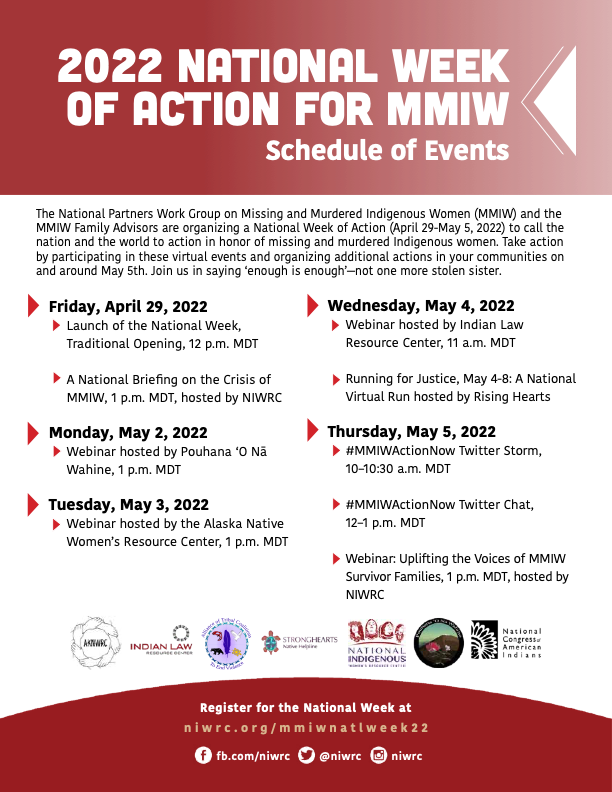 2022 NATIONAL WEEK
OF ACTION FOR MMIW
Schedule of Events
The National Partners Work Group on Missing and Murdered Indigenous Women (MMIW) and the
MMIW Family Advisors are organizing a National Week of Action (April 29-May 5, 2022) to call the
nation and the world to action in honor of missing and murdered Indigenous women. Take action
by participating in these virtual events and organizing additional actions in your communities on
and around May 5th. Join us in saying ‘enough is enough’—not one more stolen sister.
Friday, April 29, 2022
Launch of the National Week,
Traditional Opening, 12 p.m. MDT
A National Briefing on the Crisis of
MMIW, 1 p.m. MDT, hosted by NIWRC
Monday, May 2, 2022
Webinar hosted by Pouhana ‘O Nā
Wahine, 1 p.m. MDT
Tuesday, May 3, 2022
Webinar hosted by the Alaska Native
Women’s Resource Center, 1 p.m. MDT
Wednesday, May 4, 2022
Webinar hosted by Indian Law
Resource Center, 11 a.m. MDT
Running for Justice, May 4-8: A National
Virtual Run hosted by Rising Hearts
Thursday, May 5, 2022
#MMIWActionNow Twitter Storm,
10–10:30 a.m. MDT
#MMIWActionNow Twitter Chat,
12–1 p.m. MDT
Webinar: Uplifting the Voices of MMIW
Survivor Families, 1 p.m. MDT, hosted by
NIWRC
AKNWRC
INDIAN LAW
RESOURCE CENTER
Alliance of Tribal Coalitions
To End Violence
STRONGHEARTS
Native Helpline
NATIONAL
INDIGENOUS
WOMEN'S RESOURCE CENTER
National
Congress of
American
Indians
Register for the National Week at
niwrc.org/mmiwnatlweek22
fb.com/niwrc @niwrc niwrc